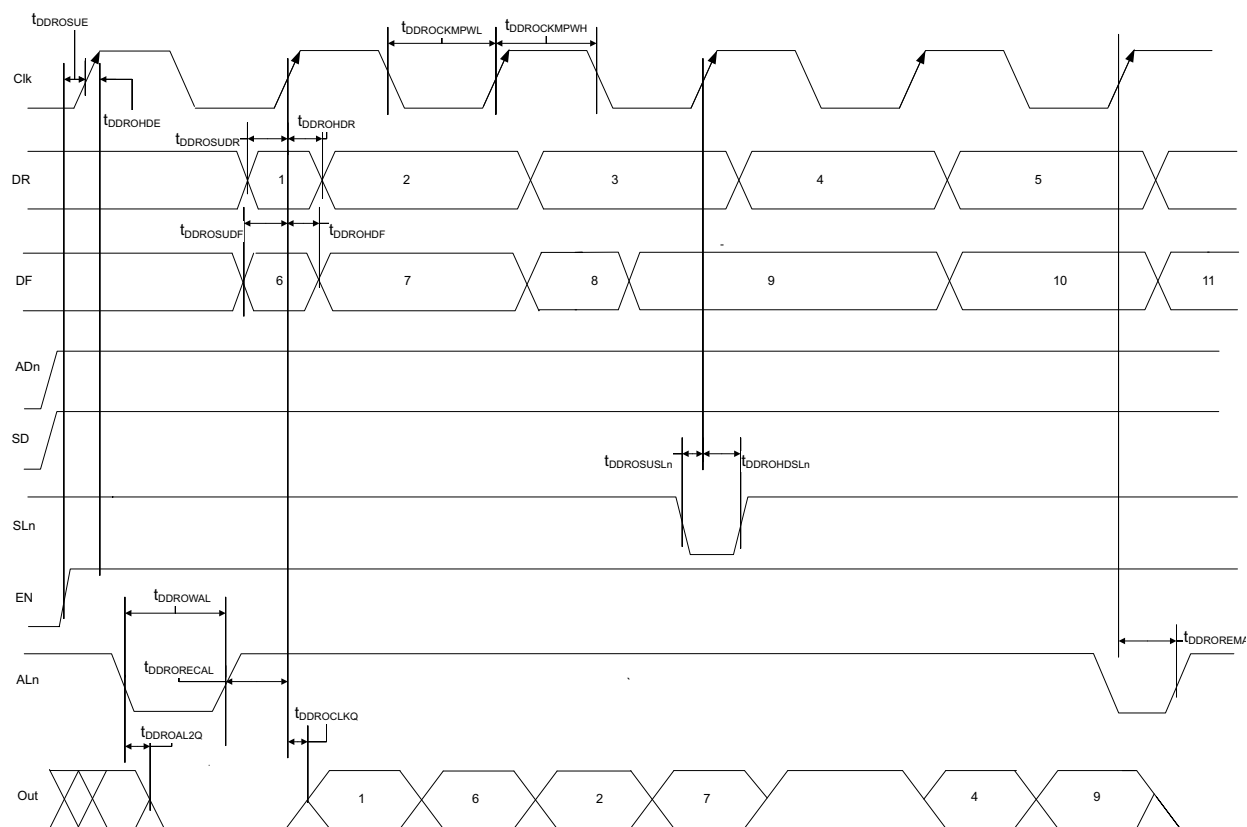 tDDROSUE
tDDROCKMPWL
tDDROCKMPWH
Clk
tDDROHDE
tDDROSUDR
tDDROHDR
DR
1
2
3
4
5
tDDROSUDF
tDDROHDF
DF
6
7
8
9
10
11
ADn
SD
tDDROSUSLn
tDDROHDSLn
SLn
EN
tDDROWAL
tDDROREMA
ALn
tDDRORECAL
tDDROCLKQ
tDDROAL2Q
Out
1
6
2
7
4
9